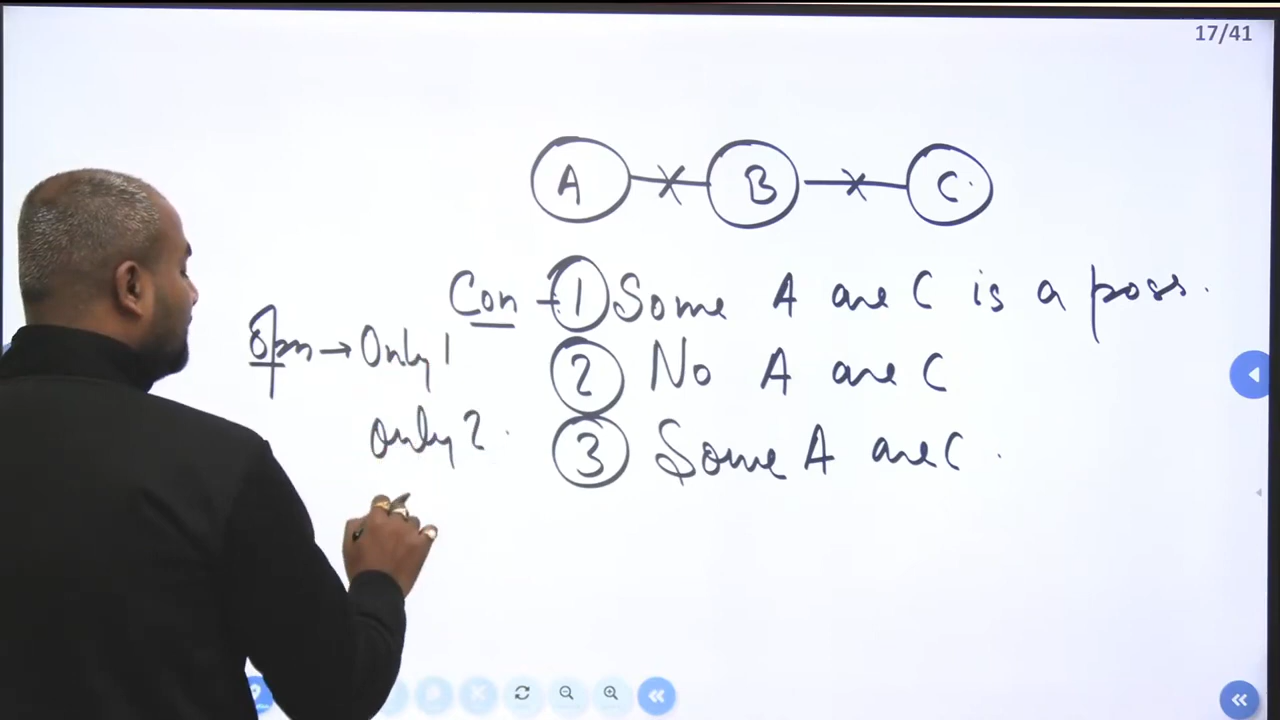 17/41
A B C
Con 1 Some A are C is a poss.
Opn → Only 1
2 No A are C
only 2.
3 Some A are C.